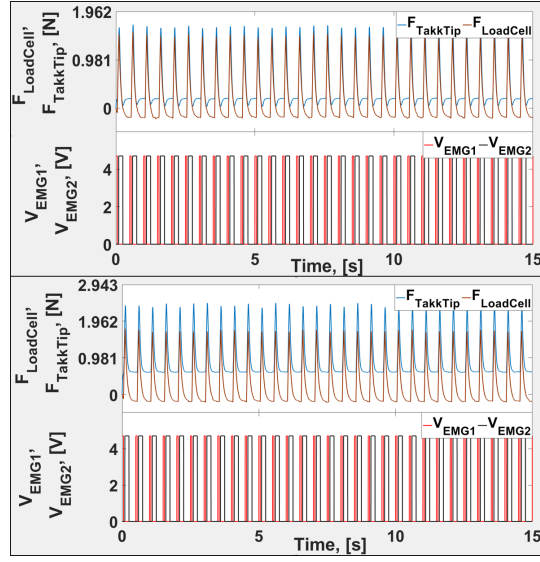 1.962
0.981
0
F_LoadCell,
F_TakkTip, [N]
F_TakkTip F_LoadCell
4
2
0
V_EMG1,
V_EMG2, [V]
V_EMG1 V_EMG2
0 5 10 15
Time, [s]
2.943
1.962
0.981
0
F_LoadCell,
F_TakkTip, [N]
F_TakkTip F_LoadCell
4
2
0
V_EMG1,
V_EMG2, [V]
V_EMG1 V_EMG2
0 5 10 15
Time, [s]